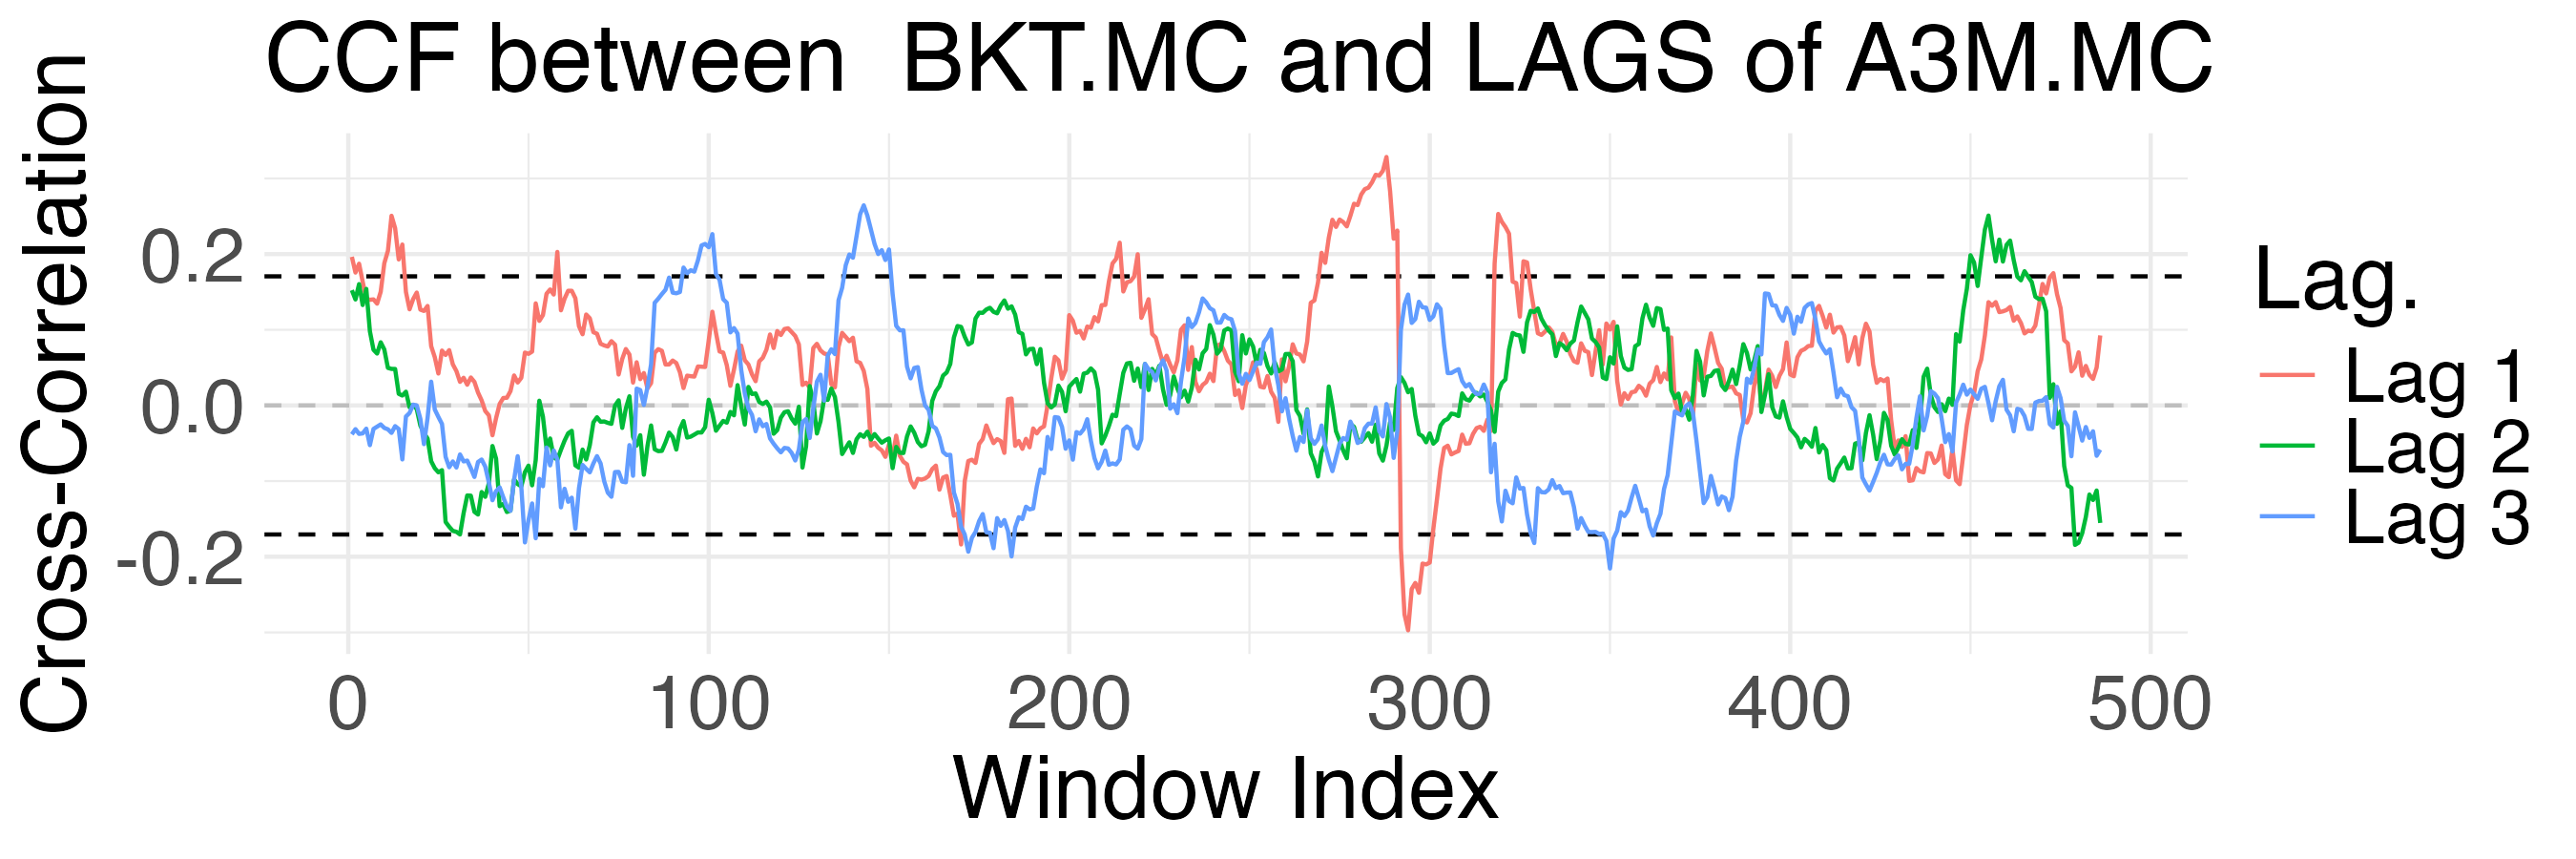 CCF between  BKT.MC and LAGS of A3M.MC
Cross-Correlation
0.2
0.0
-0.2
0 100 200 300 400 500
Window Index
Lag.
Lag 1
Lag 2
Lag 3